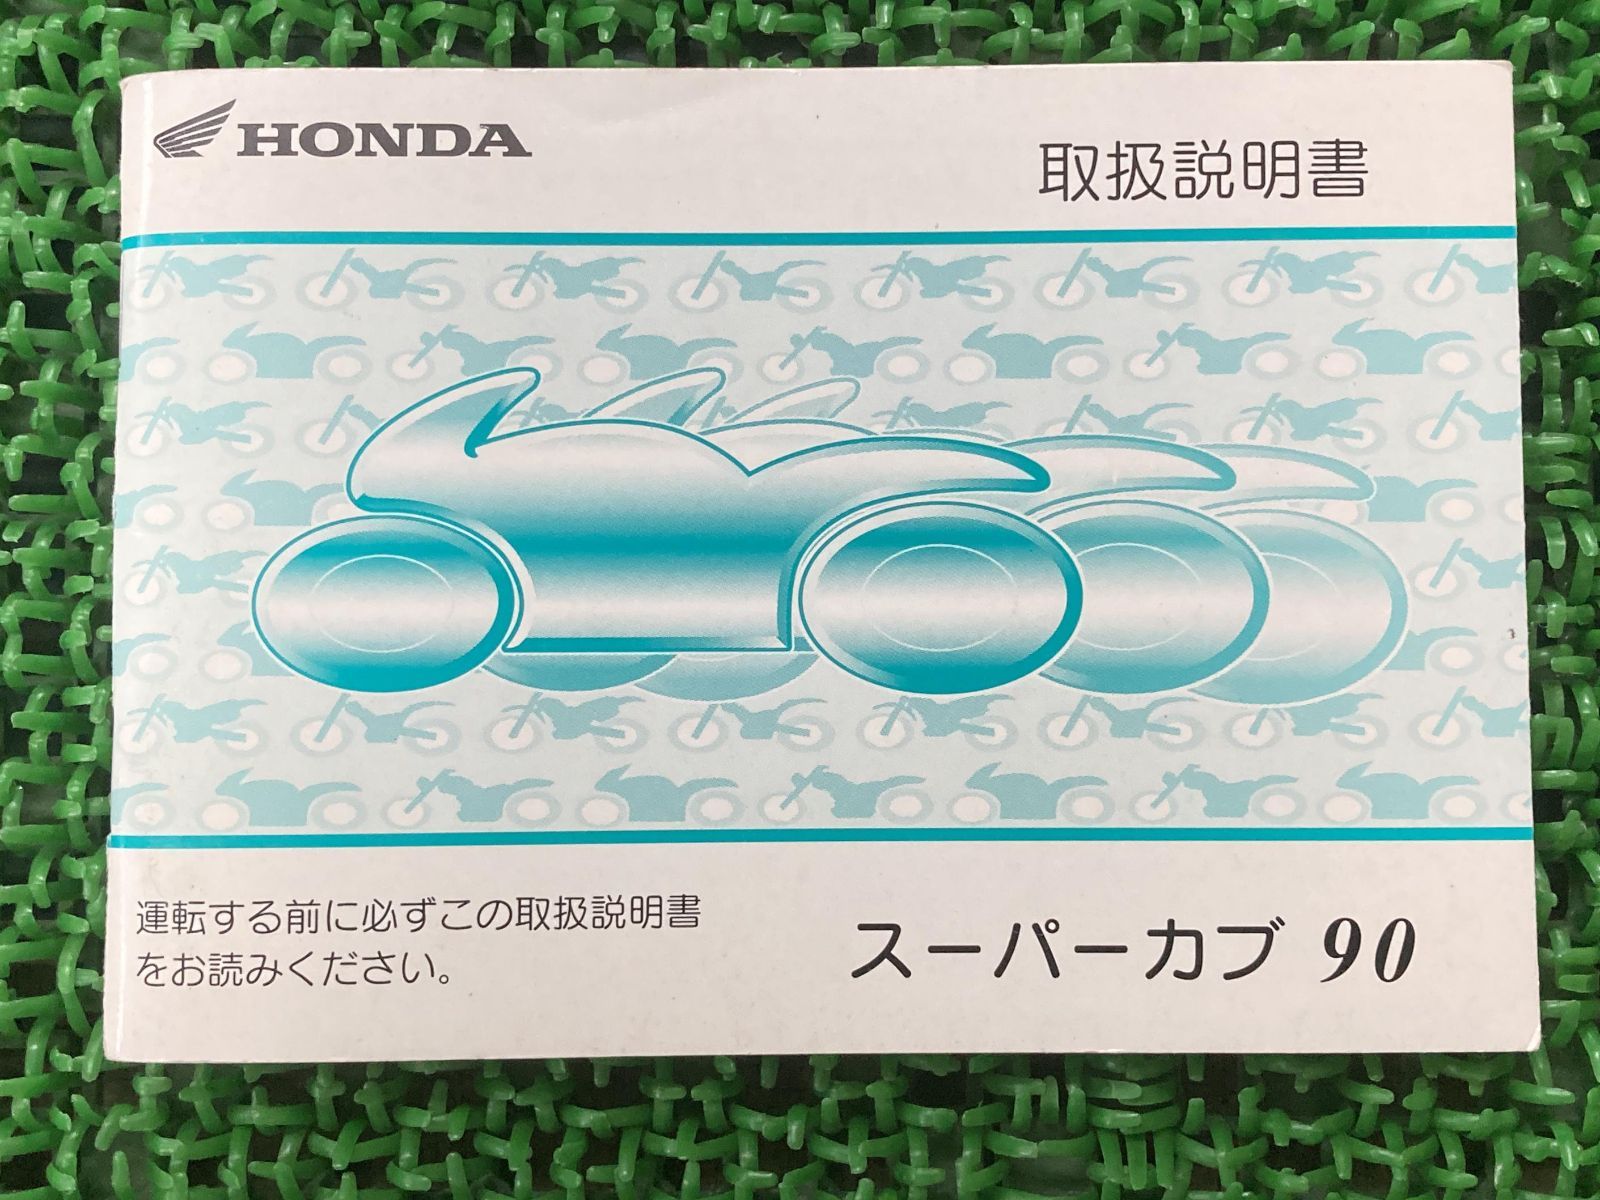 HONDA
取扱説明書
運転する前に必ずこの取扱説明書
をお読みください。
スーパーカブ 90